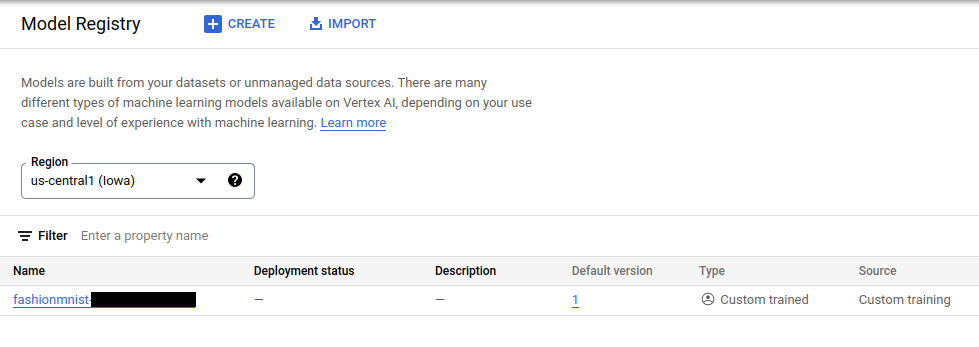 Model Registry CREATE IMPORT
Models are built from your datasets or unmanaged data sources. There are many
different types of machine learning models available on Vertex AI, depending on your use
case and level of experience with machine learning. Learn more
Region
us-central1 (Iowa)
Filter Enter a property name
Name Deployment status Description Default version Type Source
fashionmnist- — — 1 Custom trained Custom training